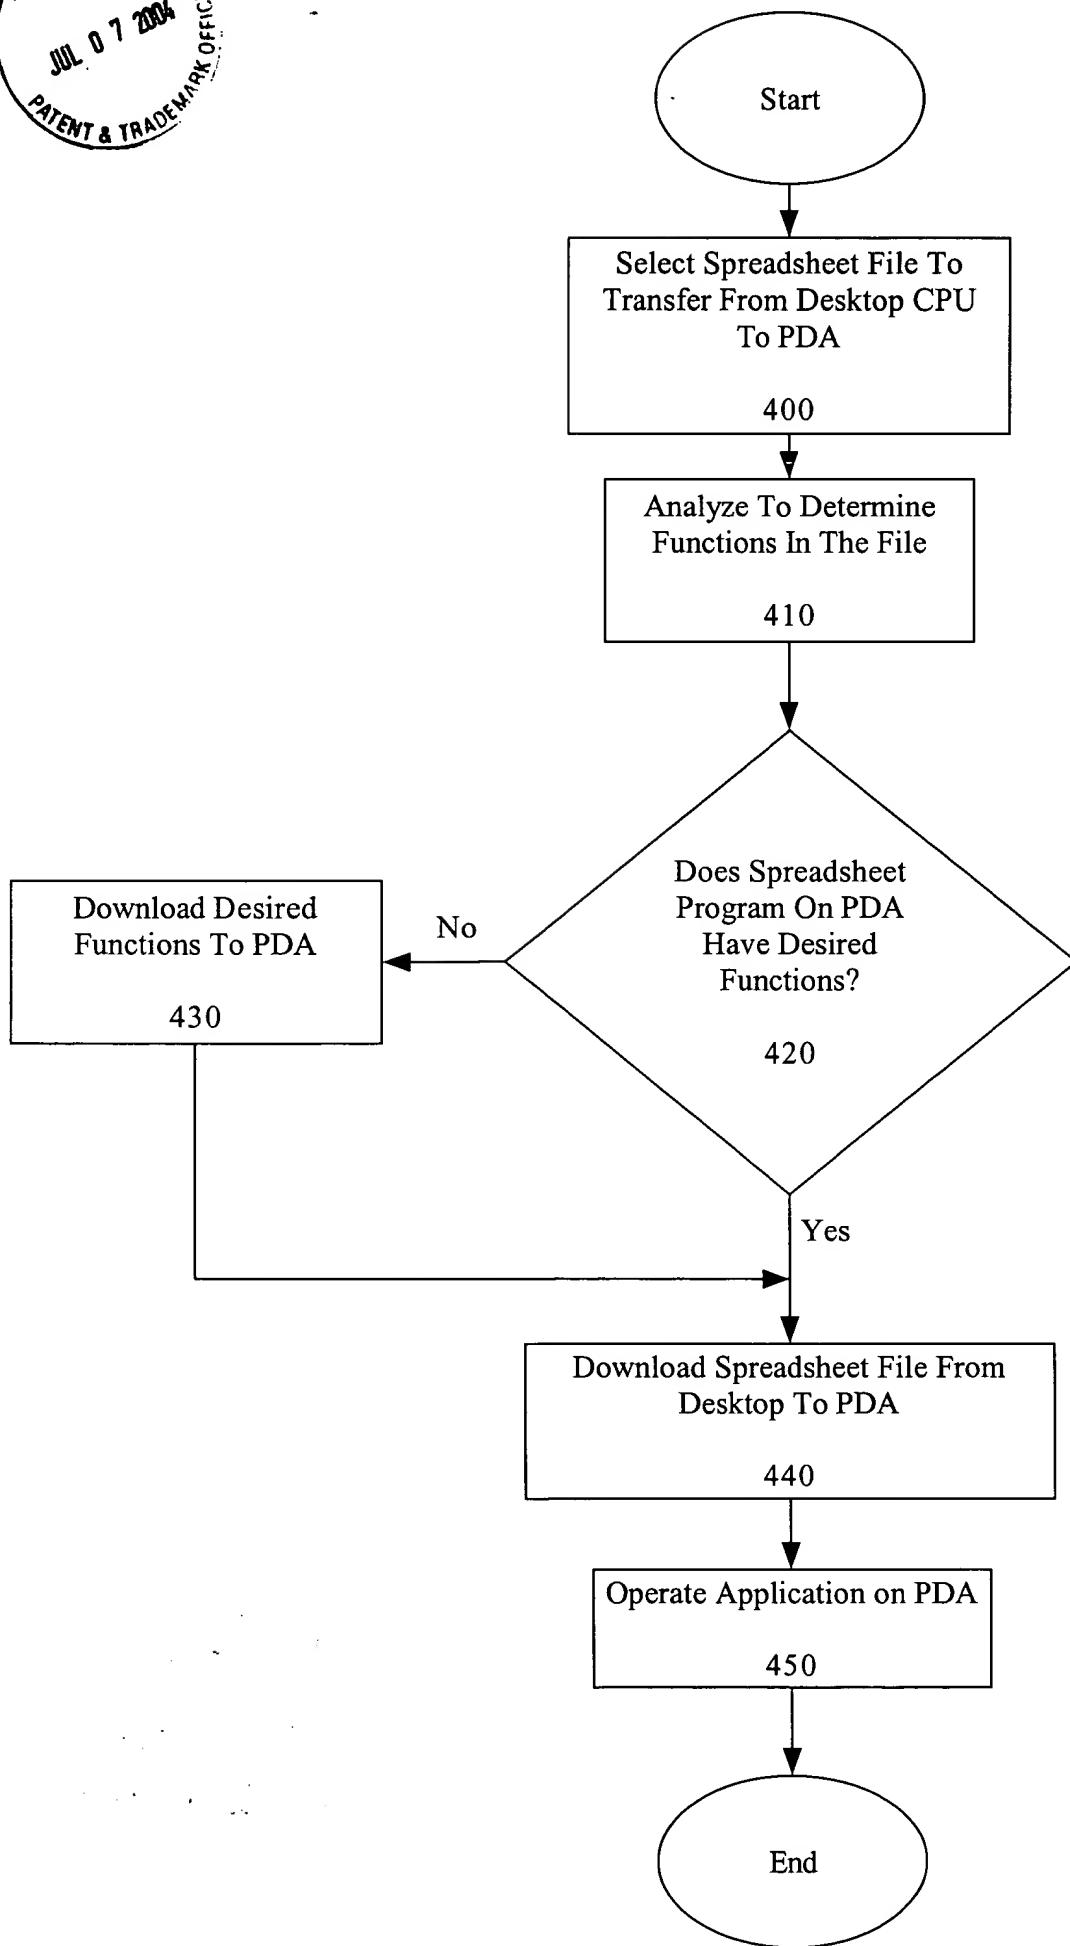 JUL 07 2004
PATENT & TRADEMARK OFFIC
Start
Select Spreadsheet File To
Transfer From Desktop CPU
To PDA
400
Analyze To Determine
Functions In The File
410
Does Spreadsheet
Program On PDA
Have Desired
Functions?
420
No
Download Desired
Functions To PDA
430
Yes
Download Spreadsheet File From
Desktop To PDA
440
Operate Application on PDA
450
End